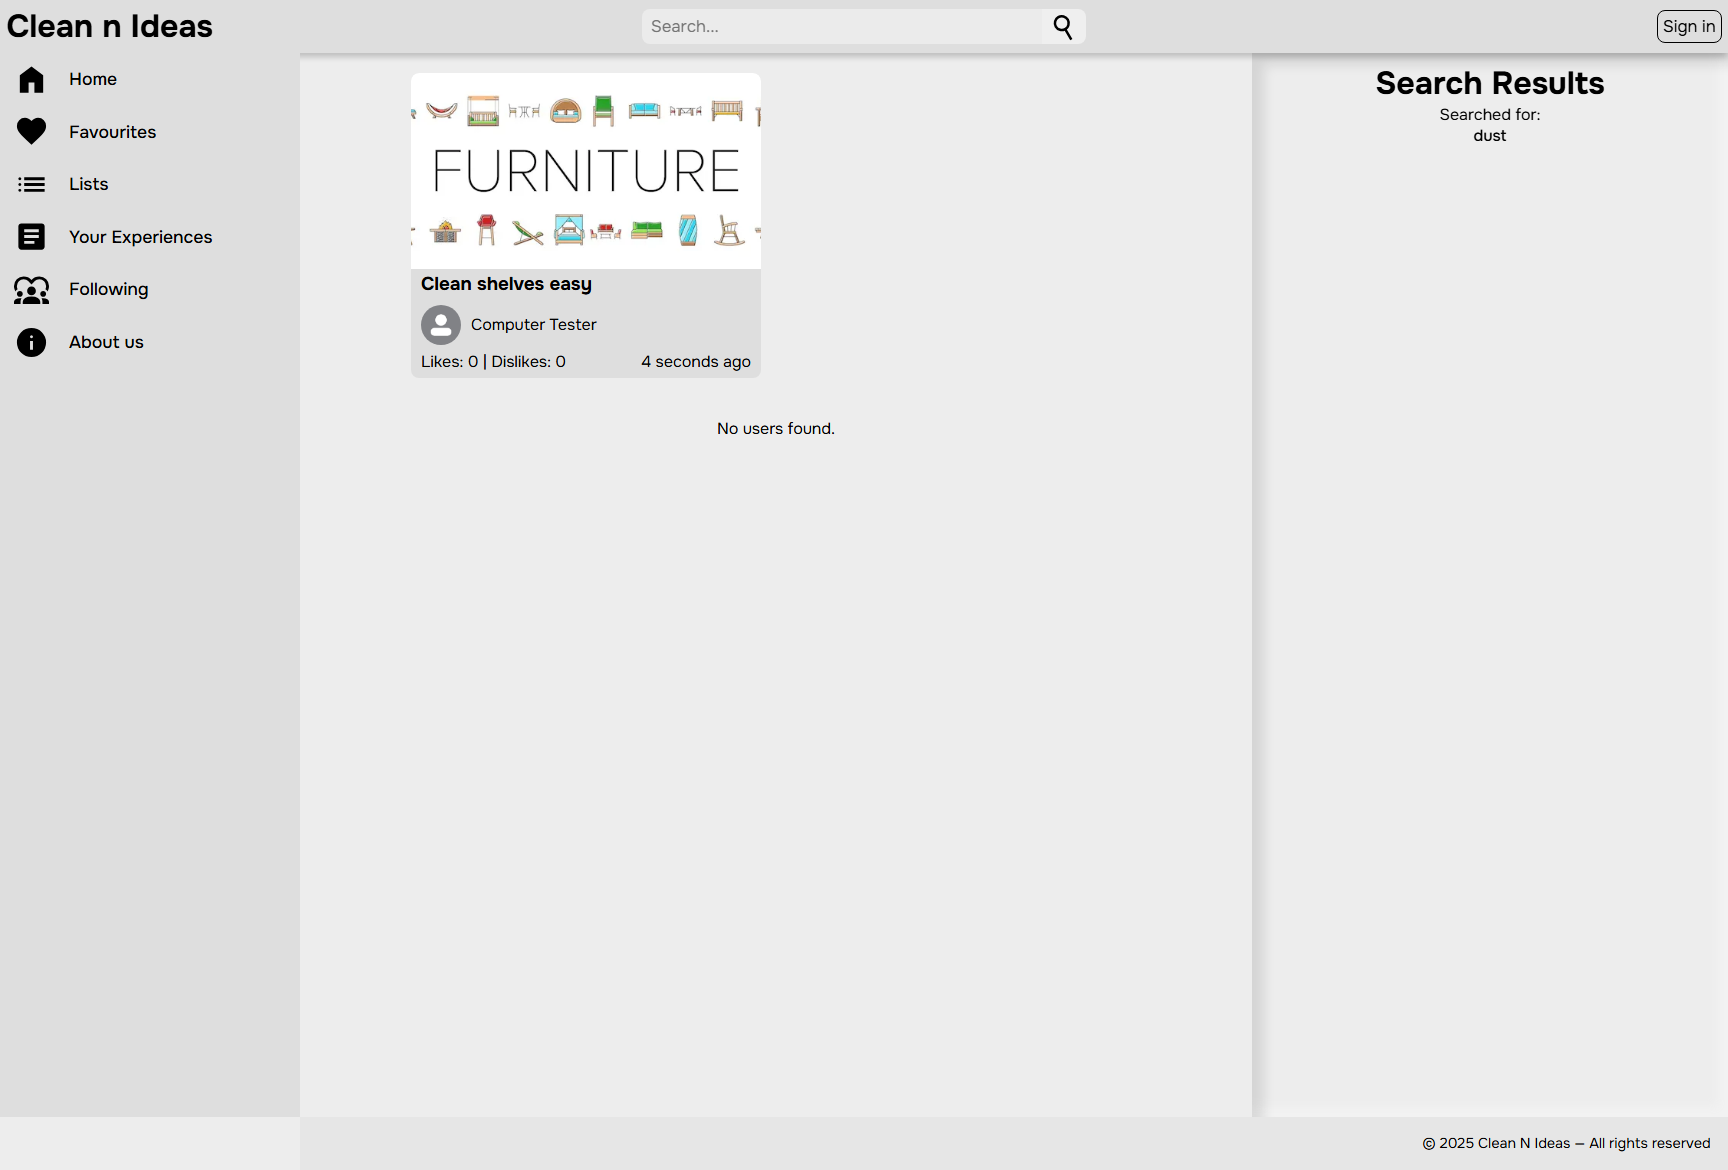 Clean n Ideas
Search...
Sign in
Home
Favourites
Lists
Your Experiences
Following
About us
FURNITURE
Clean shelves easy
Computer Tester
Likes: 0 | Dislikes: 0
4 seconds ago
No users found.
Search Results
Searched for:
dust
© 2025 Clean N Ideas — All rights reserved